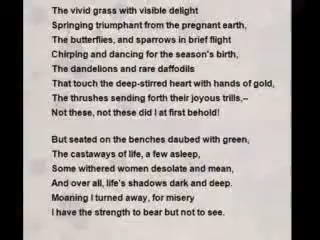 The vivid grass with visible delight
Springing triumphant from the pregnant earth,
The butterflies, and sparrows in brief flight
Chirping and dancing for the season's birth,
The dandelions and rare daffodils
That touch the deep-stirred heart with hands of gold,
The thrushes sending forth their joyous trills,--
Not these, not these did I at first behold!

But seated on the benches daubed with green,
The castaways of life, a few asleep,
Some withered women desolate and mean,
And over all, life's shadows dark and deep.
Moaning I turned away, for misery
I have the strength to bear but not to see.